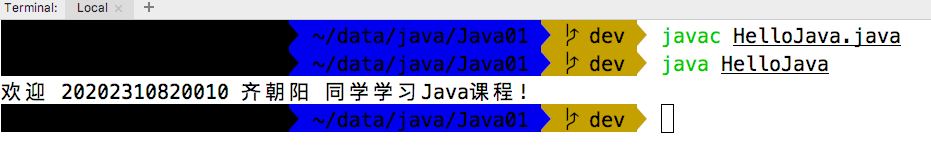 Terminal: Local × +
~/data/java/Java01 dev javac HelloJava.java
~/data/java/Java01 dev java HelloJava
欢迎 20202310820010 齐朝阳 同学学习Java课程!
~/data/java/Java01 dev